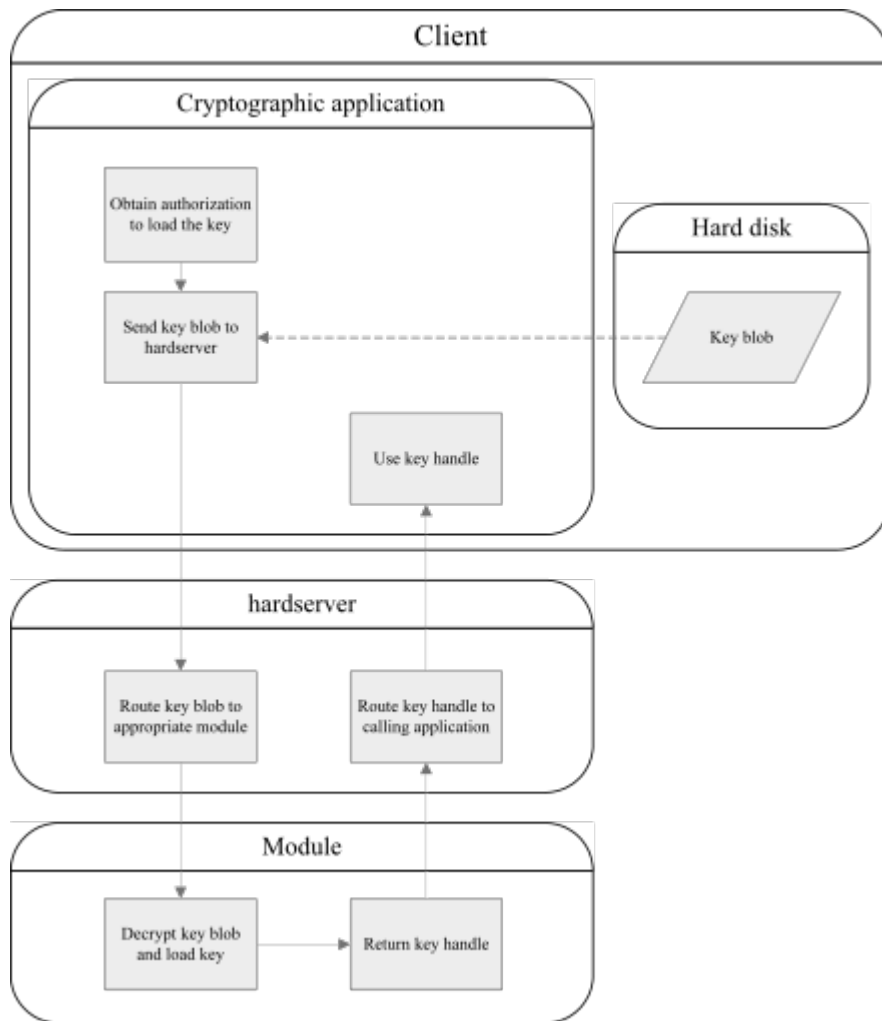 Client
Cryptographic application
Obtain authorization
to load the key
Hard disk
Send key blob to
hardserver
Key blob
Use key handle
hardserver
Route key blob to
appropriate module
Route key handle to
calling application
Module
Decrypt key blob
and load key
Return key handle